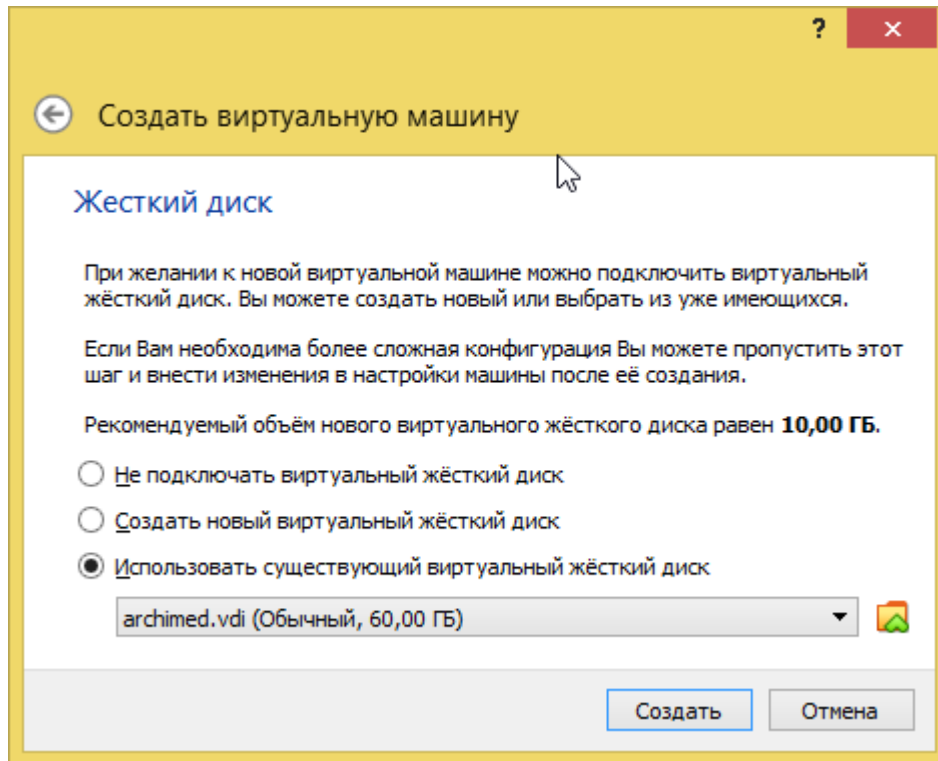 ?
Создать виртуальную машину
Жесткий диск
При желании к новой виртуальной машине можно подключить виртуальный
жёсткий диск. Вы можете создать новый или выбрать из уже имеющихся.
Если Вам необходима более сложная конфигурация Вы можете пропустить этот
шаг и внести изменения в настройки машины после её создания.
Рекомендуемый объём нового виртуального жёсткого диска равен 10,00 ГБ.
Не подключать виртуальный жёсткий диск
Создать новый виртуальный жёсткий диск
Использовать существующий виртуальный жёсткий диск
archimed.vdi (Обычный, 60,00 ГБ)
Создать Отмена